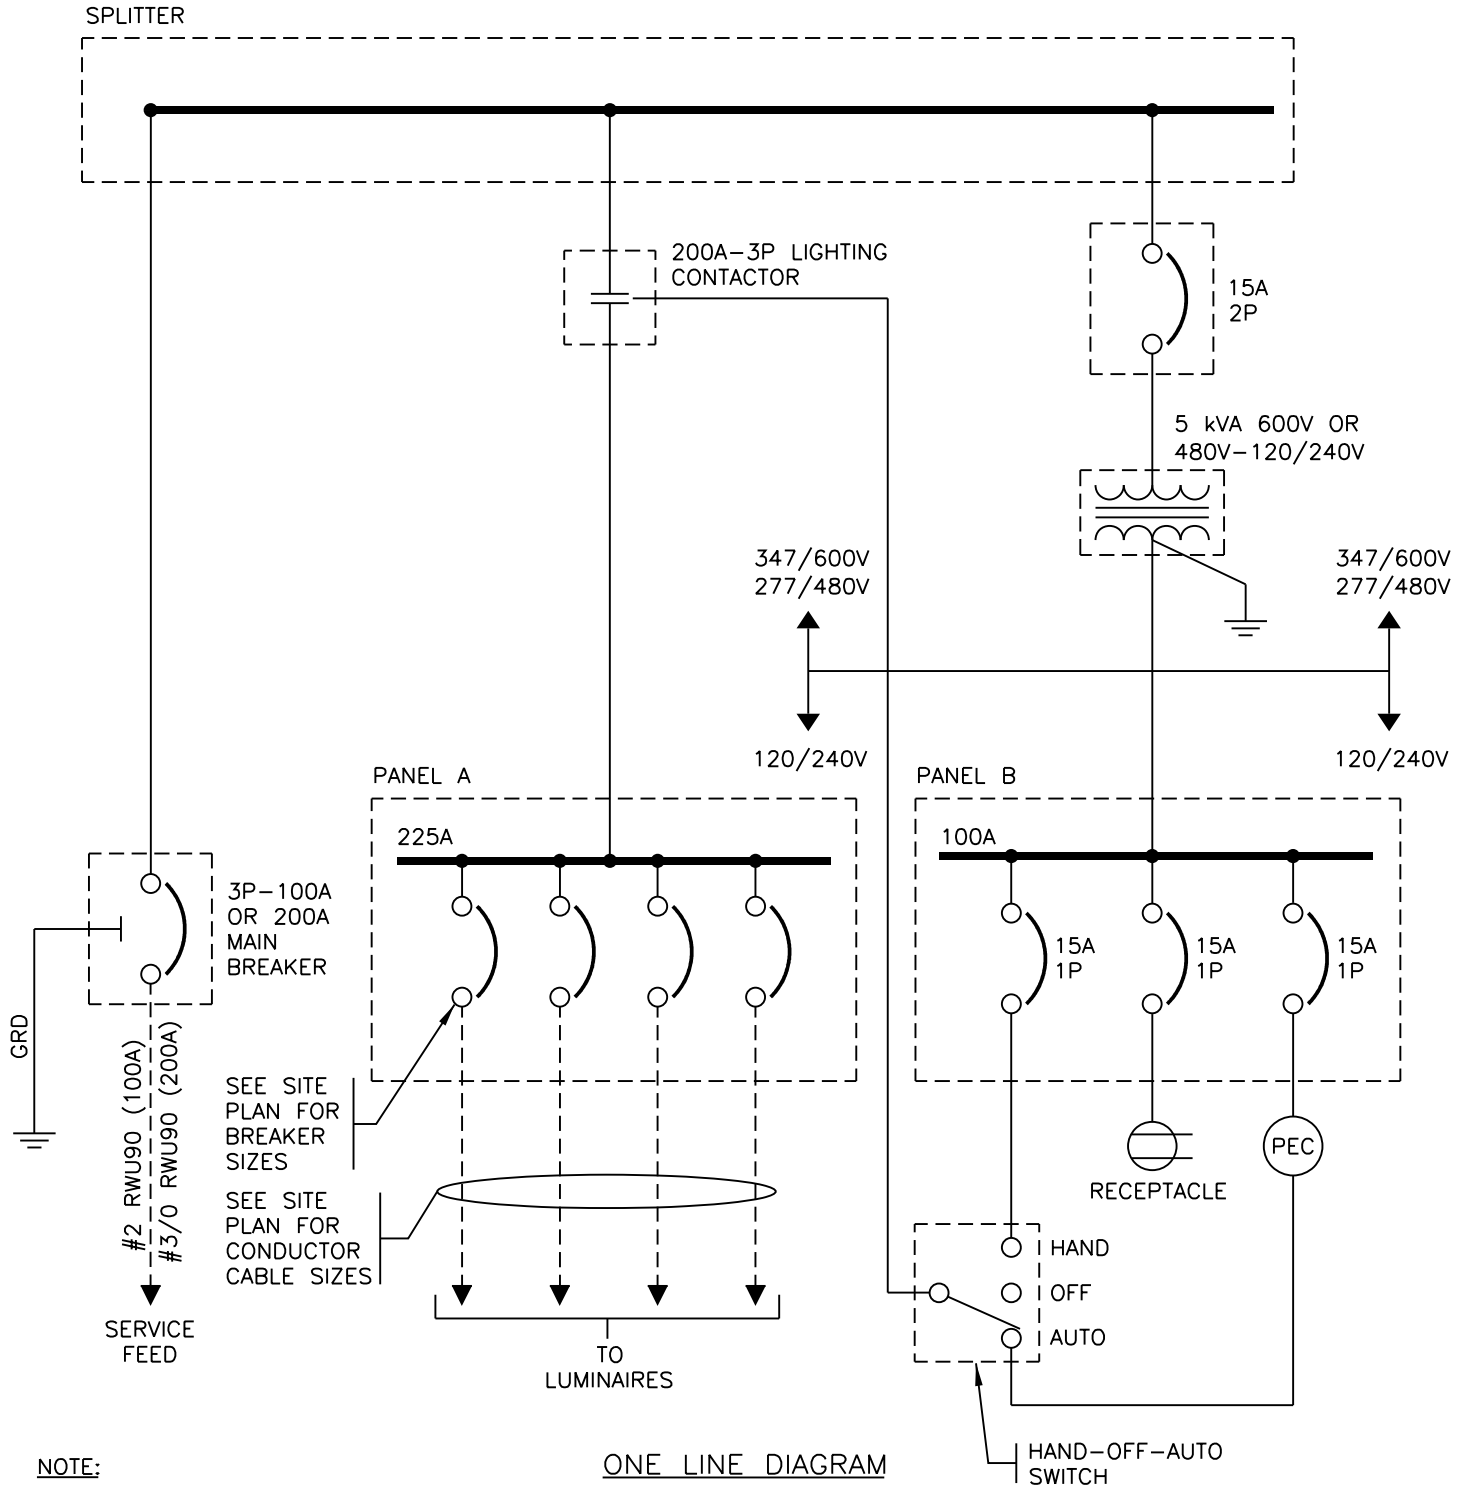 SPLITTER
200A-3P LIGHTING
CONTACTOR
15A
2P
5 kVA 600V OR
480V-120/240V
347/600V
277/480V
120/240V
347/600V
277/480V
120/240V
PANEL A
225A
PANEL B
100A
3P-100A
OR 200A
MAIN
BREAKER
GRD
#2 RWU90 (100A)
#3/0 RWU90 (200A)
SERVICE
FEED
SEE SITE
PLAN FOR
BREAKER
SIZES
SEE SITE
PLAN FOR
CONDUCTOR
CABLE SIZES
TO
LUMINAIRES
15A
1P
15A
1P
15A
1P
RECEPTACLE
PEC
HAND
OFF
AUTO
HAND-OFF-AUTO
SWITCH
NOTE:
ONE LINE DIAGRAM